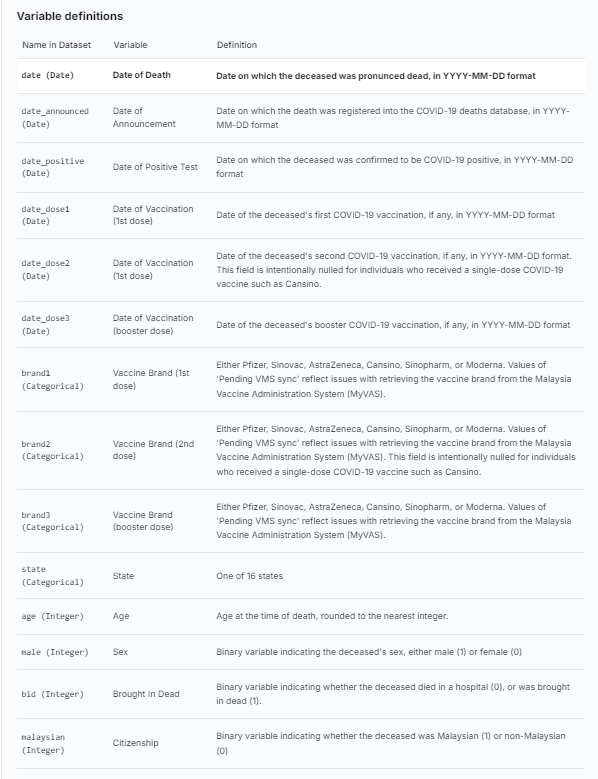 Variable definitions
Name in Dataset Variable Definition
date (Date) Date of Death Date on which the deceased was pronounced dead, in YYYY-MM-DD format
date_announced (Date) Date of Announcement Date on which the death was registered into the COVID-19 deaths database, in YYYY-
MM-DD format
date_positive (Date) Date of Positive Test Date on which the deceased was confirmed to be COVID-19 positive, in YYYY-MM-DD
format
date_dose1 (Date) Date of Vaccination (1st dose) Date of the deceased's first COVID-19 vaccination, if any, in YYYY-MM-DD format
date_dose2 (Date) Date of Vaccination (1st dose) Date of the deceased's second COVID-19 vaccination, if any, in YYYY-MM-DD format.
This field is intentionally nulled for individuals who received a single-dose COVID-19
vaccine such as Cansino.
date_dose3 (Date) Date of Vaccination (booster dose) Date of the deceased's booster COVID-19 vaccination, if any, in YYYY-MM-DD format
brand1 (Categorical) Vaccine Brand (1st dose) Either Pfizer, Sinovac, AstraZeneca, Cansino, Sinopharm, or Moderna. Values of
'Pending VMS sync' reflect issues with retrieving the vaccine brand from the Malaysia
Vaccine Administration System (MyVAS).
brand2 (Categorical) Vaccine Brand (2nd dose) Either Pfizer, Sinovac, AstraZeneca, Cansino, Sinopharm, or Moderna. Values of
'Pending VMS sync' reflect issues with retrieving the vaccine brand from the Malaysia
Vaccine Administration System (MyVAS). This field is intentionally nulled for individuals
who received a single-dose COVID-19 vaccine such as Cansino.
brand3 (Categorical) Vaccine Brand (booster dose) Either Pfizer, Sinovac, AstraZeneca, Cansino, Sinopharm, or Moderna. Values of
'Pending VMS sync' reflect issues with retrieving the vaccine brand from the Malaysia
Vaccine Administration System (MyVAS).
state (Categorical) State One of 16 states
age (Integer) Age Age at the time of death, rounded to the nearest integer.
male (Integer) Sex Binary variable indicating the deceased's sex, either male (1) or female (0)
bid (Integer) Brought in Dead Binary variable indicating whether the deceased died in a hospital (0), or was brought
in dead (1).
malaysian (Integer) Citizenship Binary variable indicating whether the deceased was Malaysian (1) or non-Malaysian
(0)